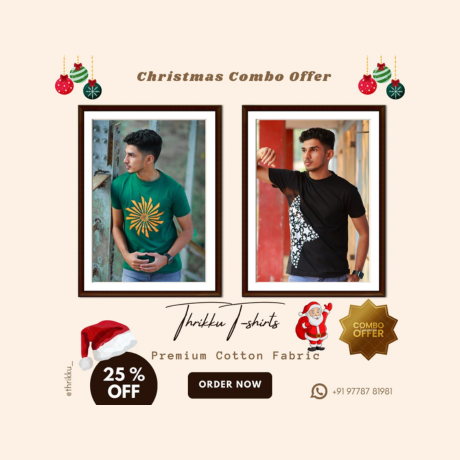 Christmas Combo Offer
Thrikku T-shirts
COMBO
OFFER
Premium Cotton Fabric
25 %
OFF
ORDER NOW
@thrikku_
+91 97787 81981